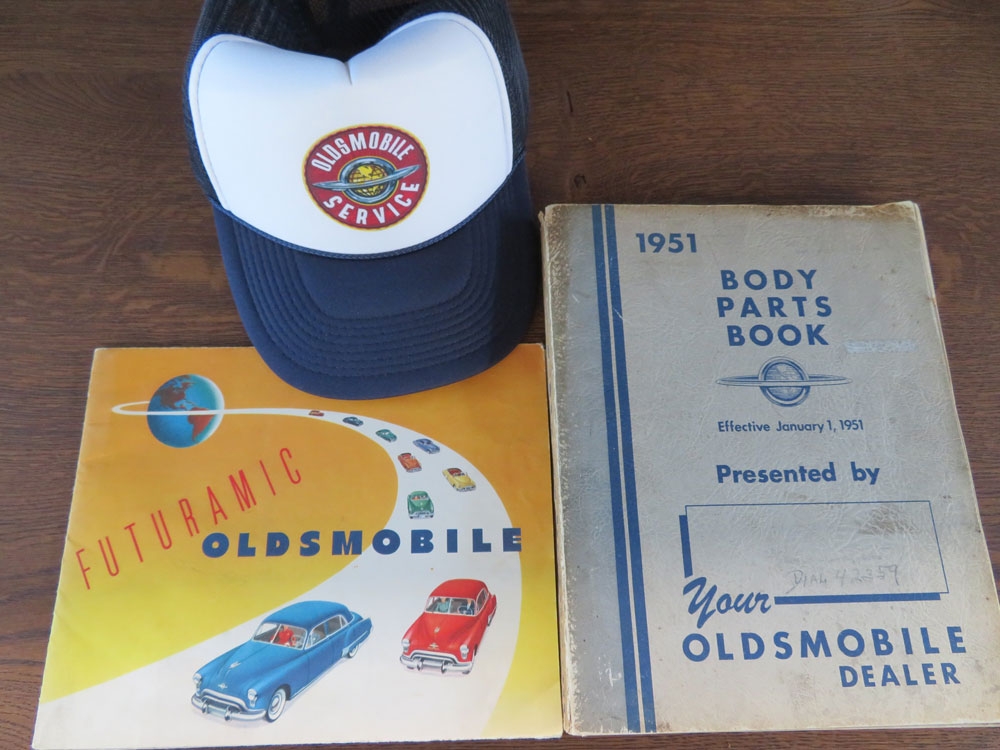 OLDSMOBILE
SERVICE
FUTURAMIC
OLDSMOBILE
1951
BODY
PARTS
BOOK
Effective January 1, 1951
Presented by
DIAL 42359
Your
OLDSMOBILE
DEALER